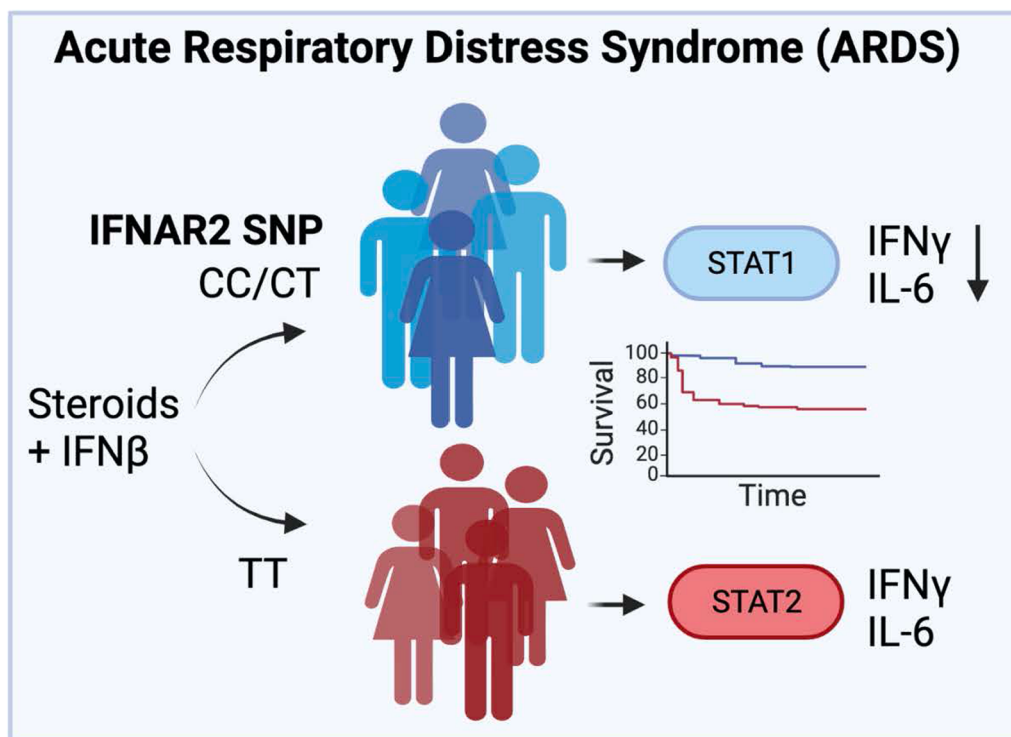 Acute Respiratory Distress Syndrome (ARDS)
IFNAR2 SNP
CC/CT
STAT1
IFNγ
IL-6
Steroids
+ IFNβ
Survival
100
80
60
40
20
0
Time
TT
STAT2
IFNγ
IL-6